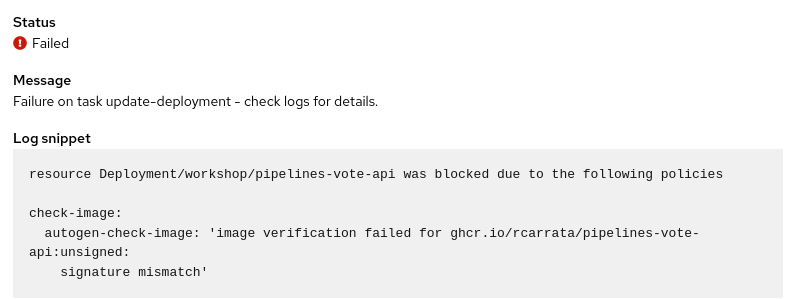 Status
Failed
Message
Failure on task update-deployment - check logs for details.
Log snippet
resource Deployment/workshop/pipelines-vote-api was blocked due to the following policies
check-image:
  autogen-check-image: 'image verification failed for ghcr.io/rcarrata/pipelines-vote-
api:unsigned:
    signature mismatch'